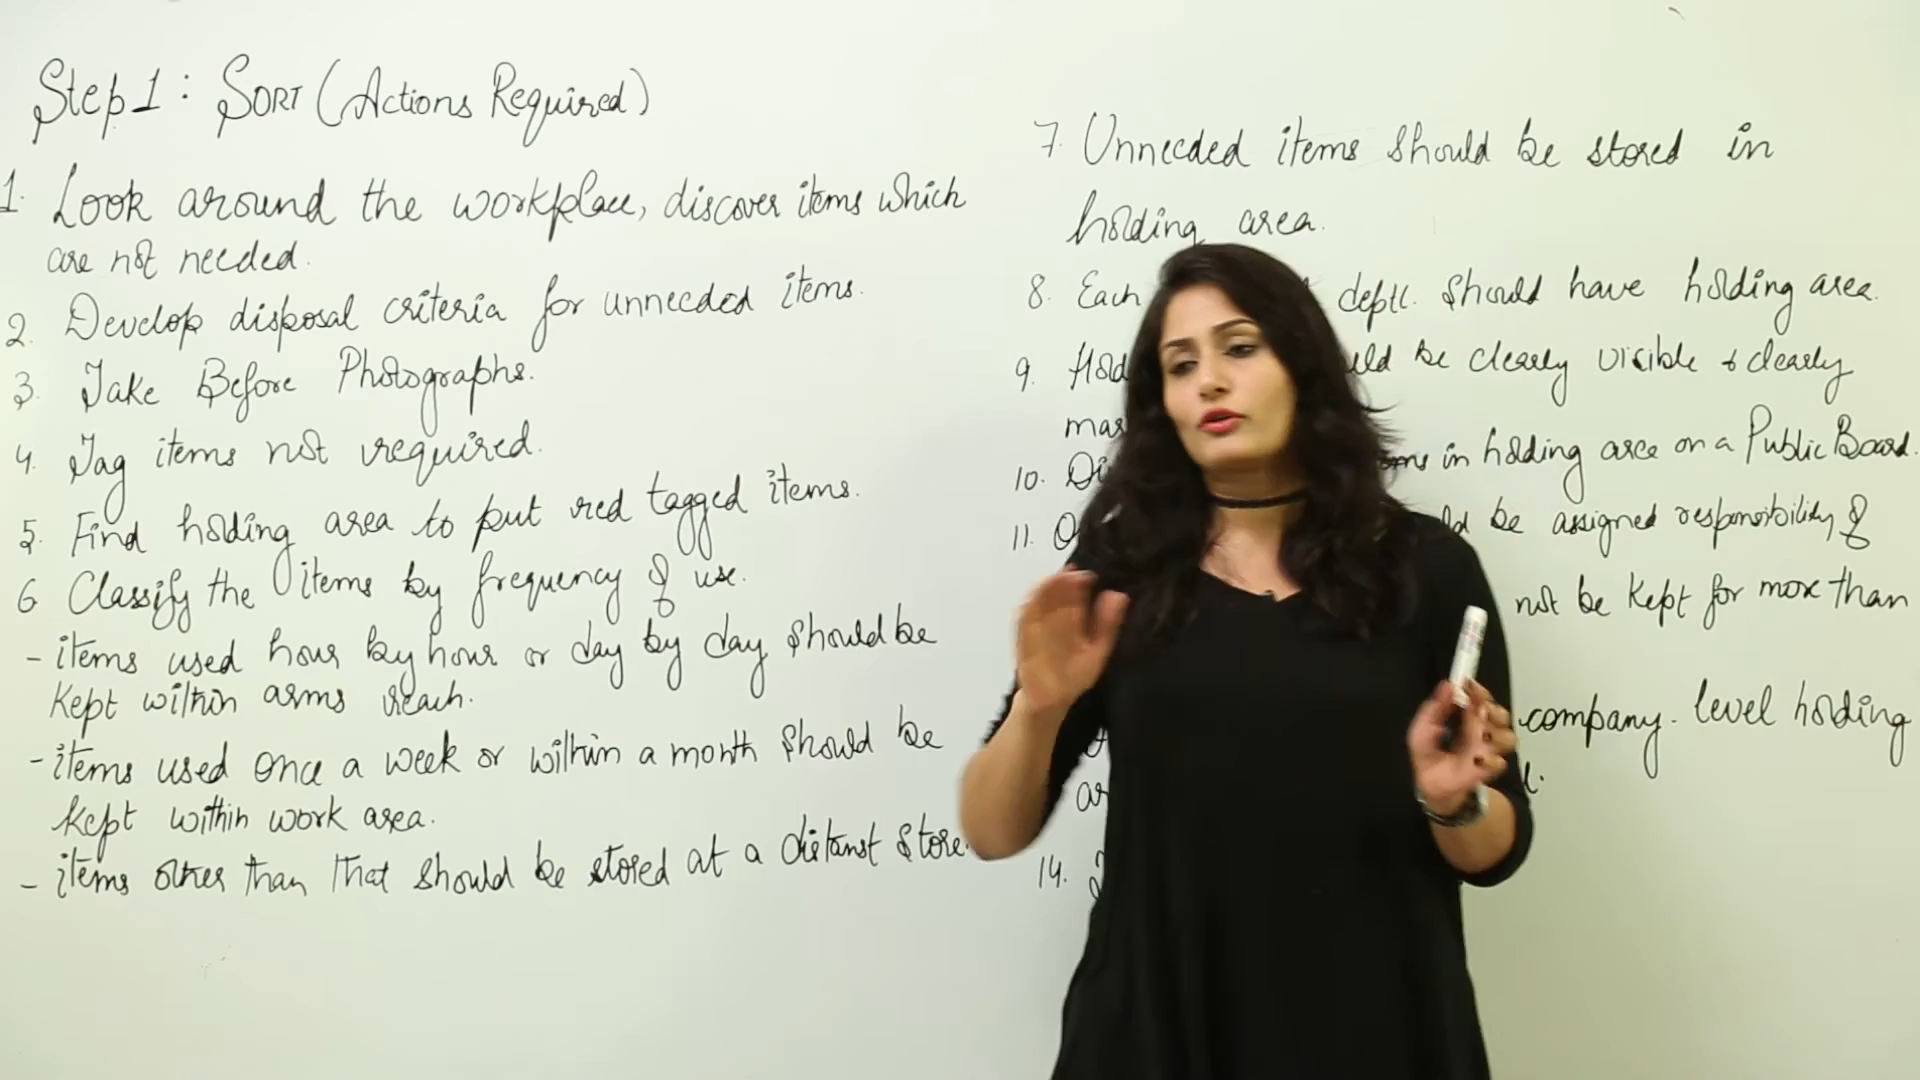 Step 1 : SORT (Actions Required)
1. Look around the workplace, discover items which
are not needed.
2. Develop disposal criteria for unneeded items.
3. Take Before Photographs.
4. Tag items not required.
5. Find holding area to put red tagged items.
6 Classify the items by frequency of use.
- items used hour by hour or day by day should be
kept within arms reach.
- items used once a week or within a month should be
kept within work area.
- items other than that should be stored at a distant store.
7. Unneeded items should be stored in
holding area.
8. Each deptt. should have holding area.
9. be clearly visible & clearly
10. in holding area on a Public Board.
11. be assigned responsibility of
not be kept for more than
company. level holding
14.